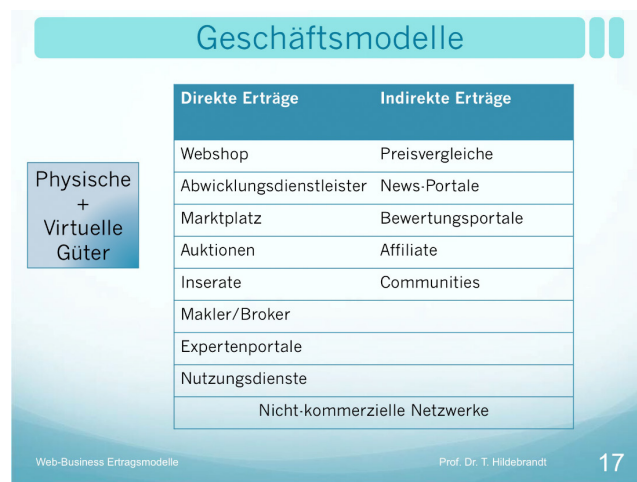 Geschäftsmodelle
Direkte Erträge Indirekte Erträge
Physische
+
Virtuelle
Güter
Webshop Preisvergleiche
Abwicklungsdienstleister News-Portale
Marktplatz Bewertungsportale
Auktionen Affiliate
Inserate Communities
Makler/Broker
Expertenportale
Nutzungsdienste
Nicht-kommerzielle Netzwerke
Web-Business Ertragsmodelle Prof. Dr. T. Hildebrandt 17